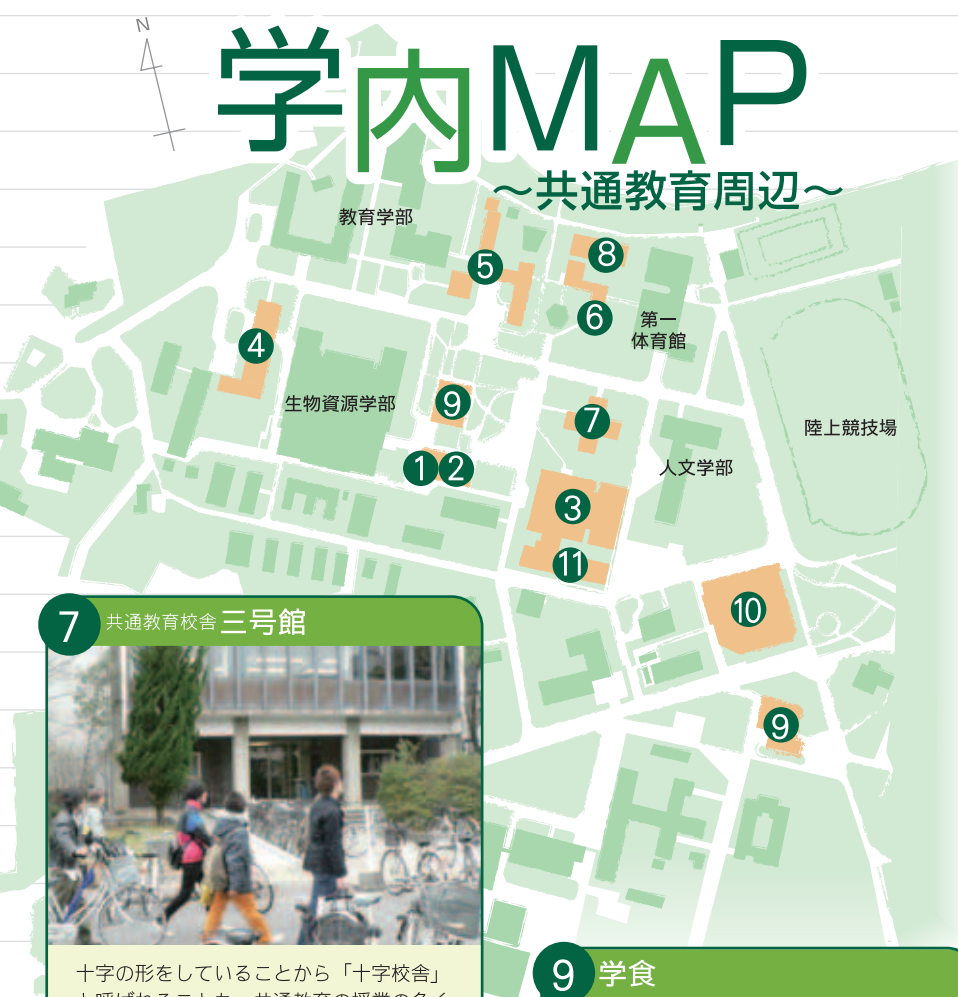 N
学内MAP
〜共通教育周辺〜
教育学部
5
8
6
第一
体育館
4
生物資源学部
9
7
陸上競技場
1 2
人文学部
3
11
10
7 共通教育校舎 三号館
9
十字の形をしていることから「十字校舎」
9 学食